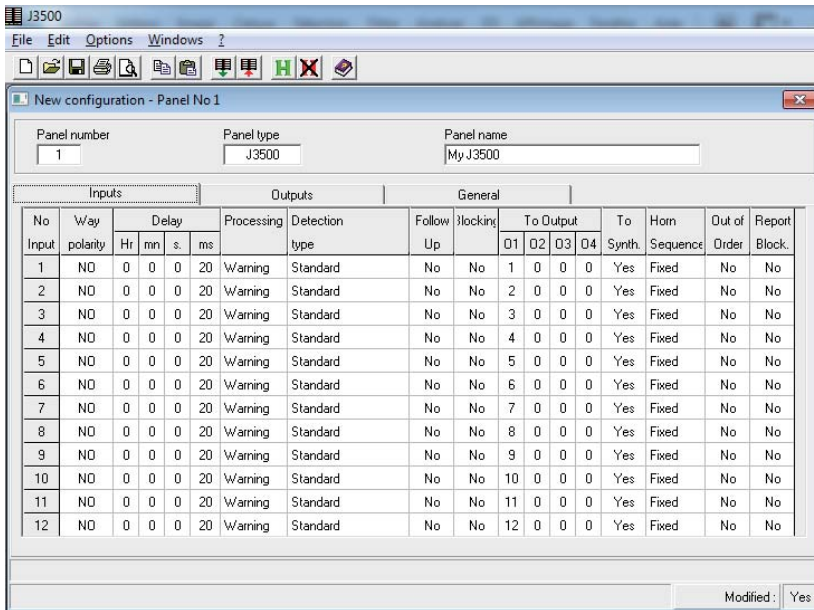 J3500
File Edit Options Windows ?
New configuration - Panel No 1
Panel number Panel type Panel name
1 J3500 My J3500
Inputs Outputs General
No Way Delay Processing Detection Follow Blocking To Output To Horn Out of Report
Input polarity Hr mn s. ms type Up O1 O2 O3 O4 Synth. Sequence Order Block.
1 NO 0 0 0 20 Warning Standard No No 1 0 0 0 Yes Fixed No No
2 NO 0 0 0 20 Warning Standard No No 2 0 0 0 Yes Fixed No No
3 NO 0 0 0 20 Warning Standard No No 3 0 0 0 Yes Fixed No No
4 NO 0 0 0 20 Warning Standard No No 4 0 0 0 Yes Fixed No No
5 NO 0 0 0 20 Warning Standard No No 5 0 0 0 Yes Fixed No No
6 NO 0 0 0 20 Warning Standard No No 6 0 0 0 Yes Fixed No No
7 NO 0 0 0 20 Warning Standard No No 7 0 0 0 Yes Fixed No No
8 NO 0 0 0 20 Warning Standard No No 8 0 0 0 Yes Fixed No No
9 NO 0 0 0 20 Warning Standard No No 9 0 0 0 Yes Fixed No No
10 NO 0 0 0 20 Warning Standard No No 10 0 0 0 Yes Fixed No No
11 NO 0 0 0 20 Warning Standard No No 11 0 0 0 Yes Fixed No No
12 NO 0 0 0 20 Warning Standard No No 12 0 0 0 Yes Fixed No No
Modified : Yes